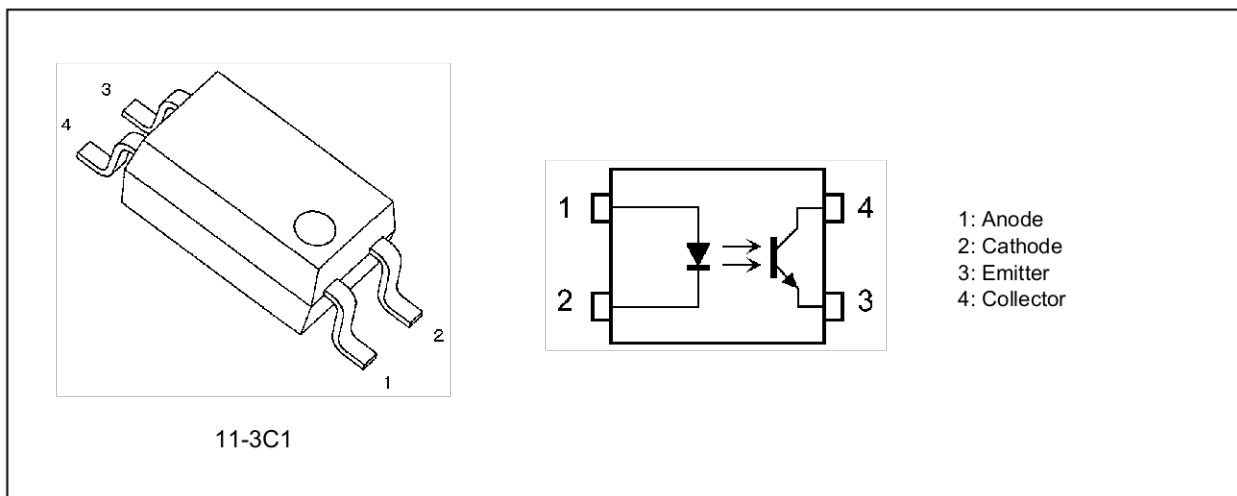 3
4
2
1
11-3C1
1
2
4
3
1: Anode
2: Cathode
3: Emitter
4: Collector